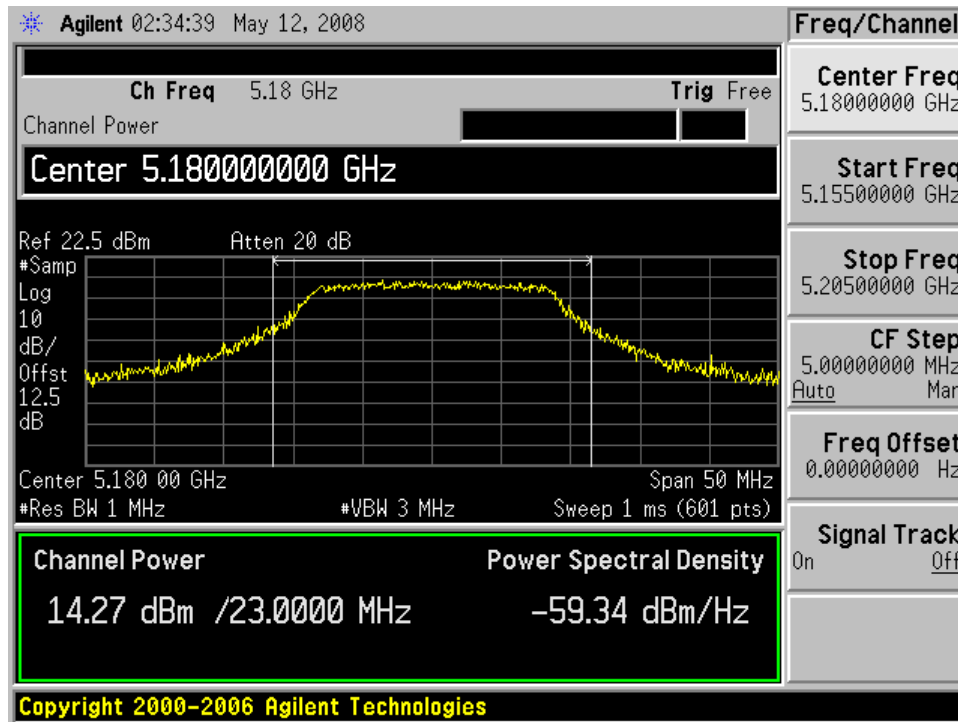 Agilent 02:34:39 May 12, 2008
Freq/Channel
Ch Freq 5.18 GHz Trig Free
Channel Power
Center 5.180000000 GHz
Ref 22.5 dBm Atten 20 dB
#Samp
Log
10
dB/
Offst
12.5
dB
Center 5.180 00 GHz Span 50 MHz
#Res BW 1 MHz #VBW 3 MHz Sweep 1 ms (601 pts)
Channel Power Power Spectral Density
14.27 dBm /23.0000 MHz -59.34 dBm/Hz
Center Freq
5.18000000 GHz
Start Freq
5.15500000 GHz
Stop Freq
5.20500000 GHz
CF Step
5.00000000 MHz
Auto Man
Freq Offset
0.00000000 Hz
Signal Track
On Off
Copyright 2000-2006 Agilent Technologies